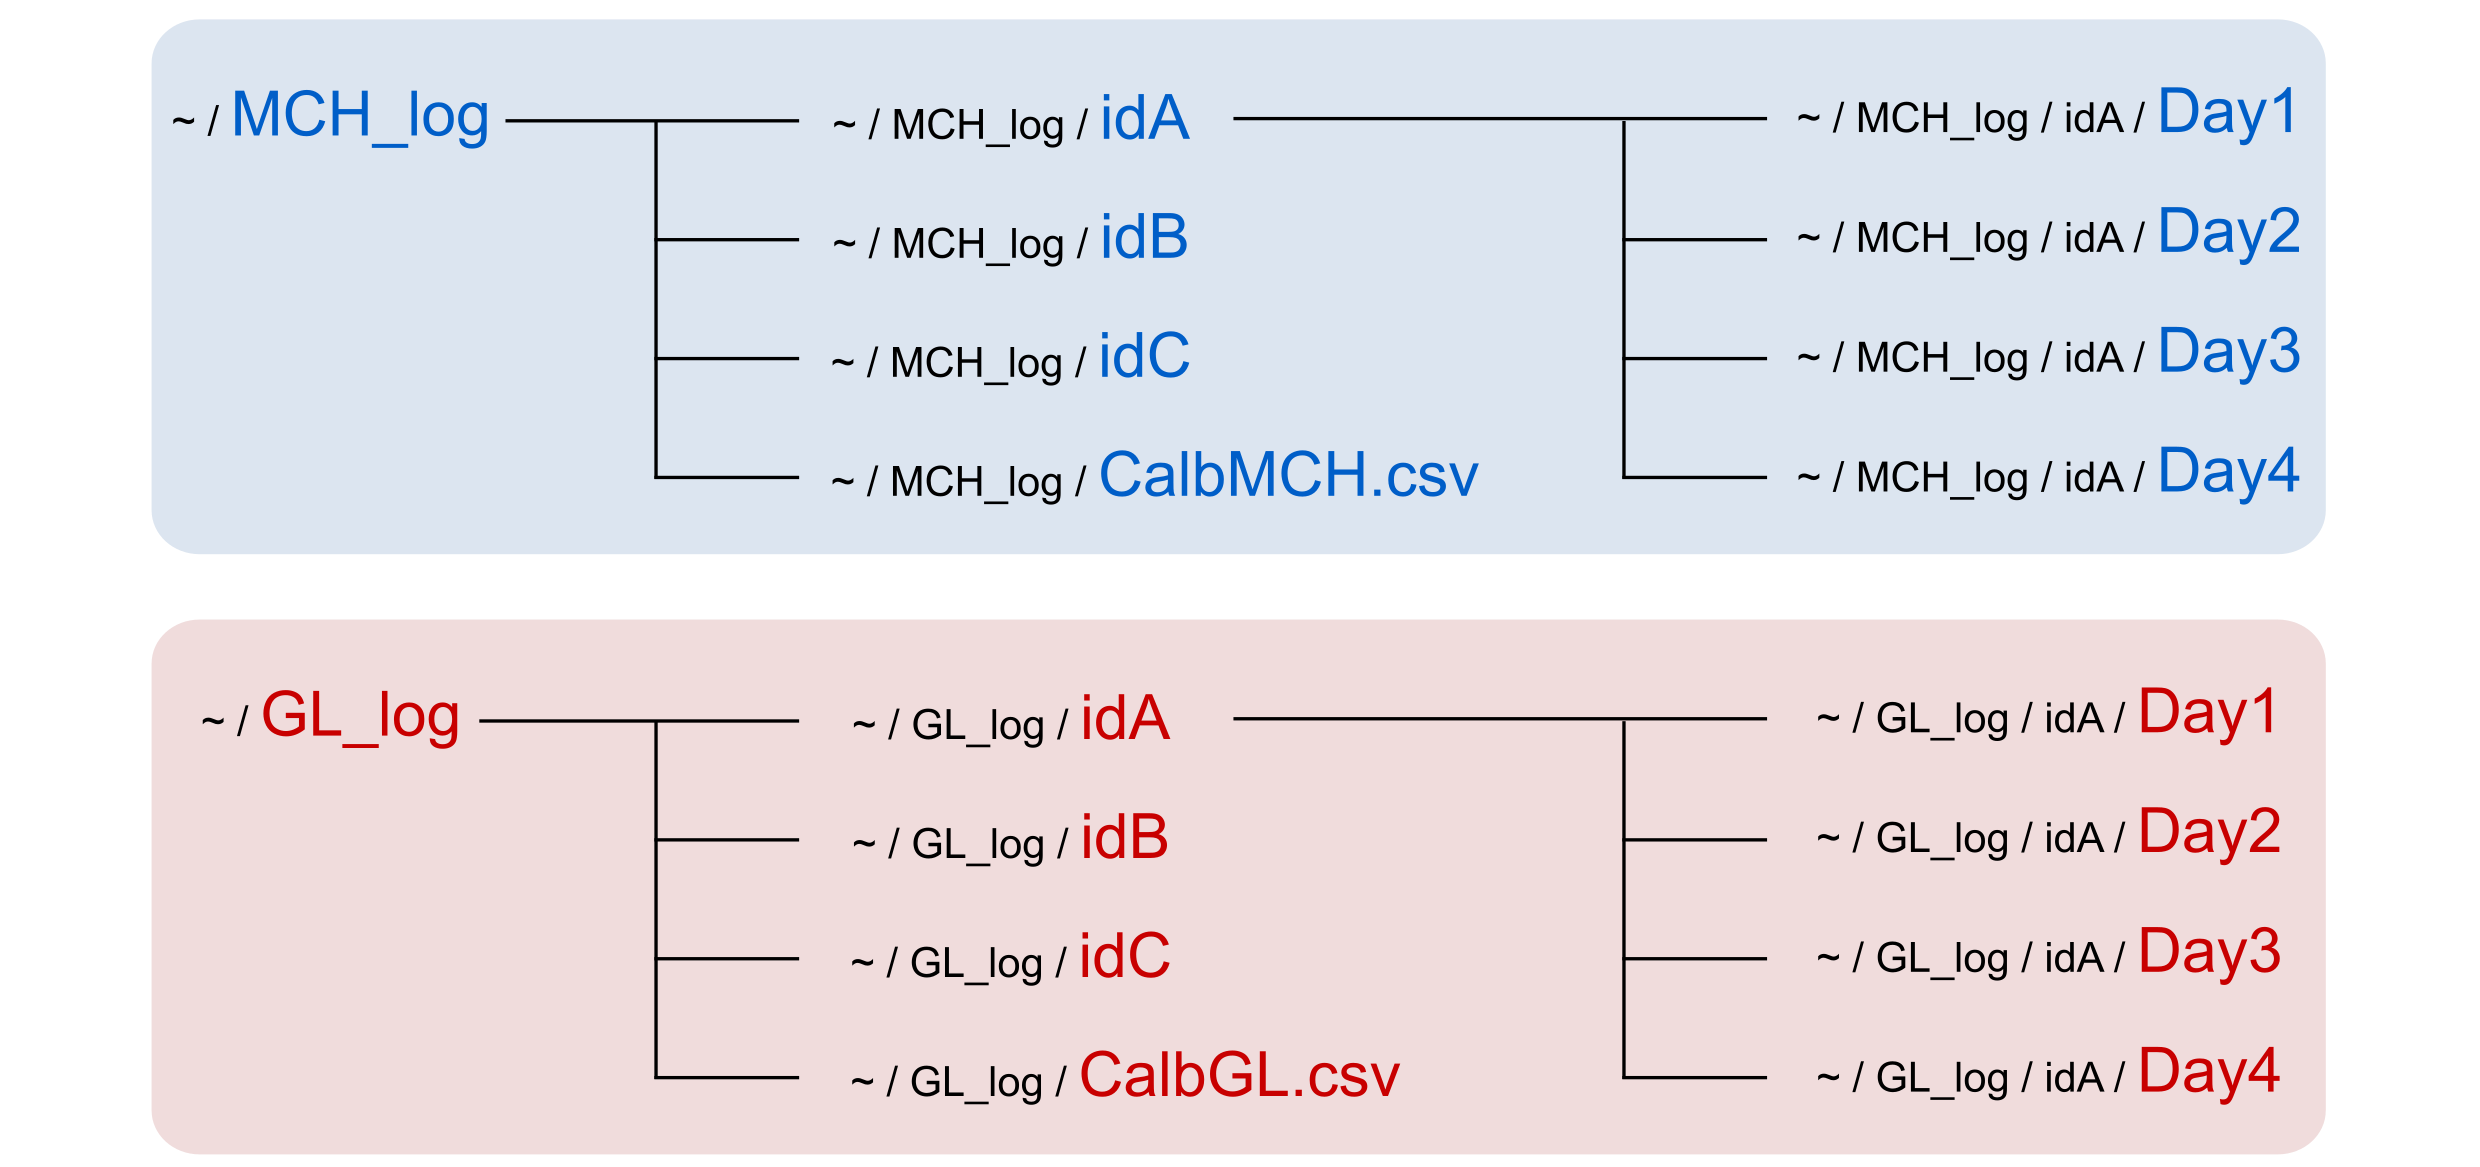 ~ / MCH_log
~ / MCH_log / idA
~ / MCH_log / idA / Day1
~ / MCH_log / idB
~ / MCH_log / idA / Day2
~ / MCH_log / idC
~ / MCH_log / idA / Day3
~ / MCH_log / CalbMCH.csv
~ / MCH_log / idA / Day4
~ / GL_log
~ / GL_log / idA
~ / GL_log / idA / Day1
~ / GL_log / idB
~ / GL_log / idA / Day2
~ / GL_log / idC
~ / GL_log / idA / Day3
~ / GL_log / CalbGL.csv
~ / GL_log / idA / Day4